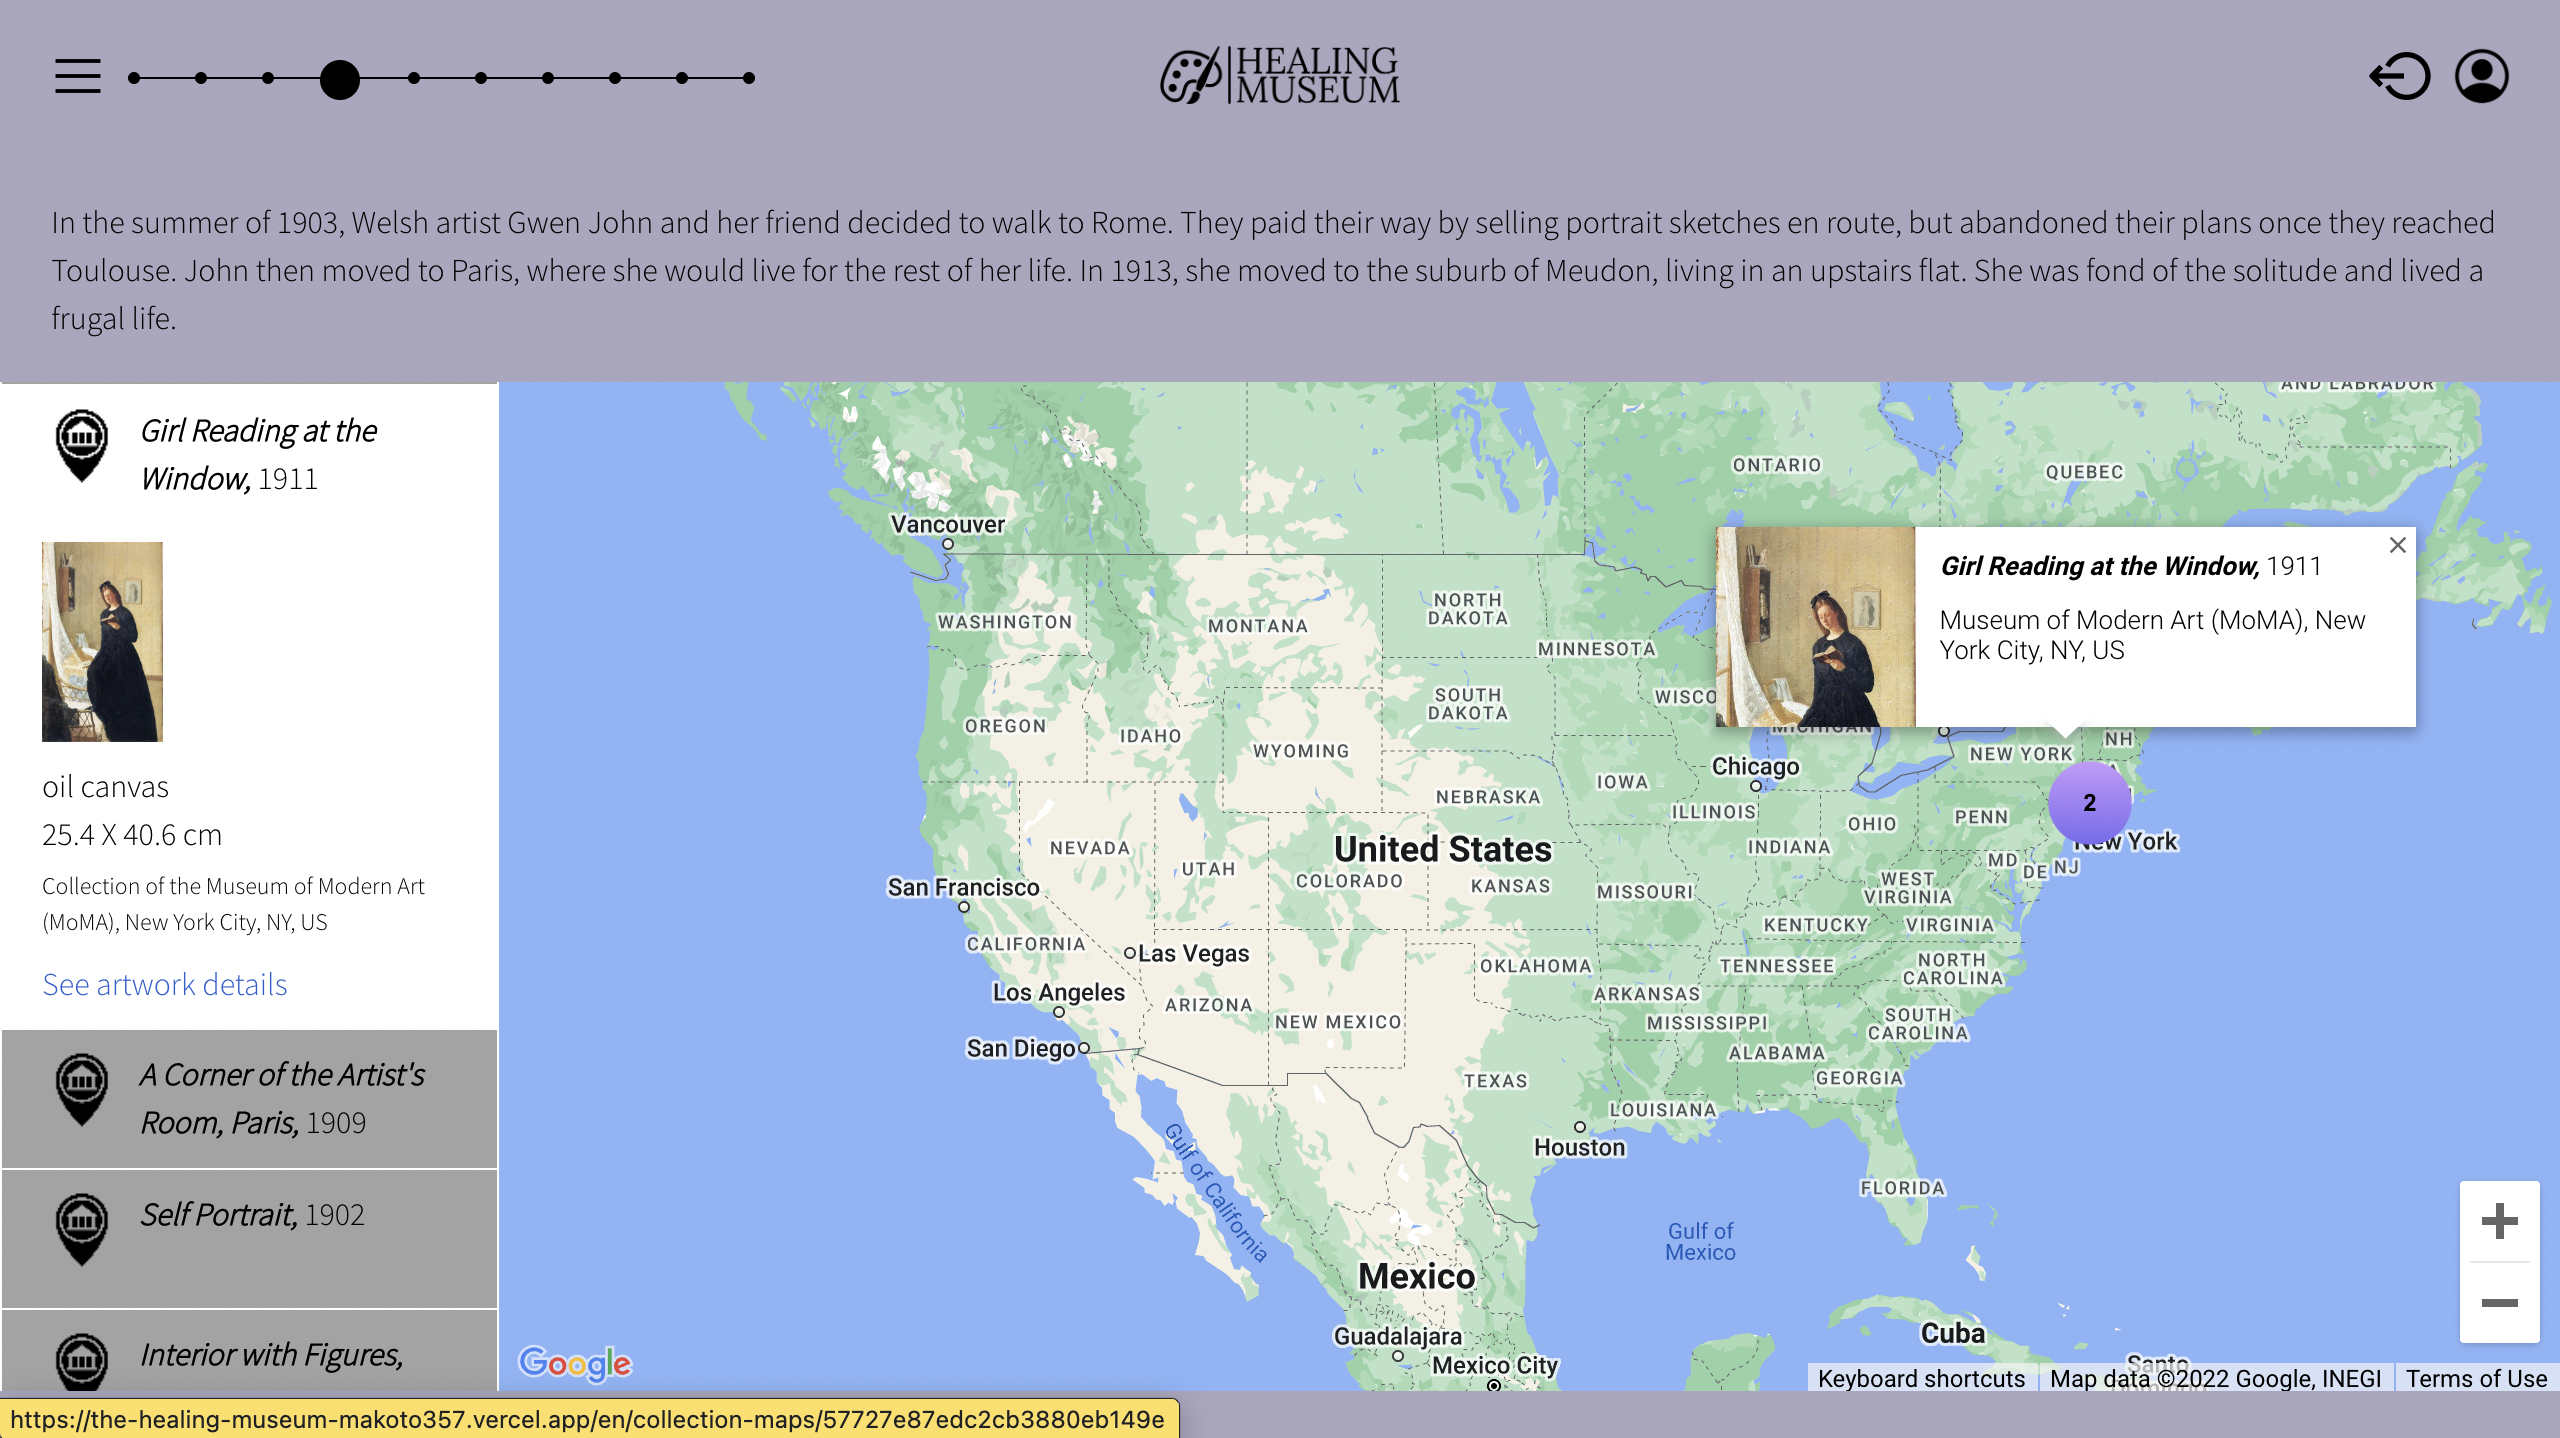 HEALING
MUSEUM
In the summer of 1903, Welsh artist Gwen John and her friend decided to walk to Rome. They paid their way by selling portrait sketches en route, but abandoned their plans once they reached
Toulouse. John then moved to Paris, where she would live for the rest of her life. In 1913, she moved to the suburb of Meudon, living in an upstairs flat. She was fond of the solitude and lived a
frugal life.
Girl Reading at the
Window, 1911
oil canvas
25.4 X 40.6 cm
Collection of the Museum of Modern Art
(MoMA), New York City, NY, US
See artwork details
A Corner of the Artist's
Room, Paris, 1909
Self Portrait, 1902
Interior with Figures,
AND LABRADOR
ONTARIO
QUEBEC
Vancouver
Girl Reading at the Window, 1911
Museum of Modern Art (MoMA), New
York City, NY, US
WASHINGTON
MONTANA
NORTH
DAKOTA
MINNESOTA
SOUTH
DAKOTA
WISCO
OREGON
IDAHO
WYOMING
MICHIGAN
NH
NEW YORK
Chicago
IOWA
NEBRASKA
ILLINOIS
OHIO
PENN
2
New York
United States
NEVADA
UTAH
COLORADO
KANSAS
INDIANA
MD
DE
NJ
San Francisco
MISSOURI
WEST
VIRGINIA
KENTUCKY
VIRGINIA
CALIFORNIA
Las Vegas
OKLAHOMA
TENNESSEE
NORTH
CAROLINA
Los Angeles
ARIZONA
NEW MEXICO
ARKANSAS
MISSISSIPPI
SOUTH
CAROLINA
San Diego
ALABAMA
GEORGIA
TEXAS
LOUISIANA
Houston
Gulf of California
FLORIDA
Gulf of
Mexico
Mexico
Cuba
Guadalajara
Mexico City
Santo
Google
Keyboard shortcuts
Map data ©2022 Google, INEGI
Terms of Use
https://the-healing-museum-makoto357.vercel.app/en/collection-maps/57727e87edc2cb3880eb149e